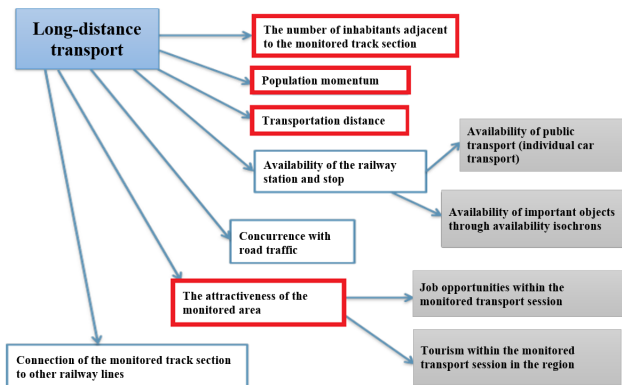 Long-distance
transport
The number of inhabitants adjacent
to the monitored track section
Population momentum
Transportation distance
Availability of the railway
station and stop
Availability of public
transport (individual car
transport)
Availability of important objects
through availability isochrons
Concurrence with
road traffic
The attractiveness of the
monitored area
Job opportunities within the
monitored transport session
Tourism within the monitored
transport session in the region
Connection of the monitored track section
to other railway lines